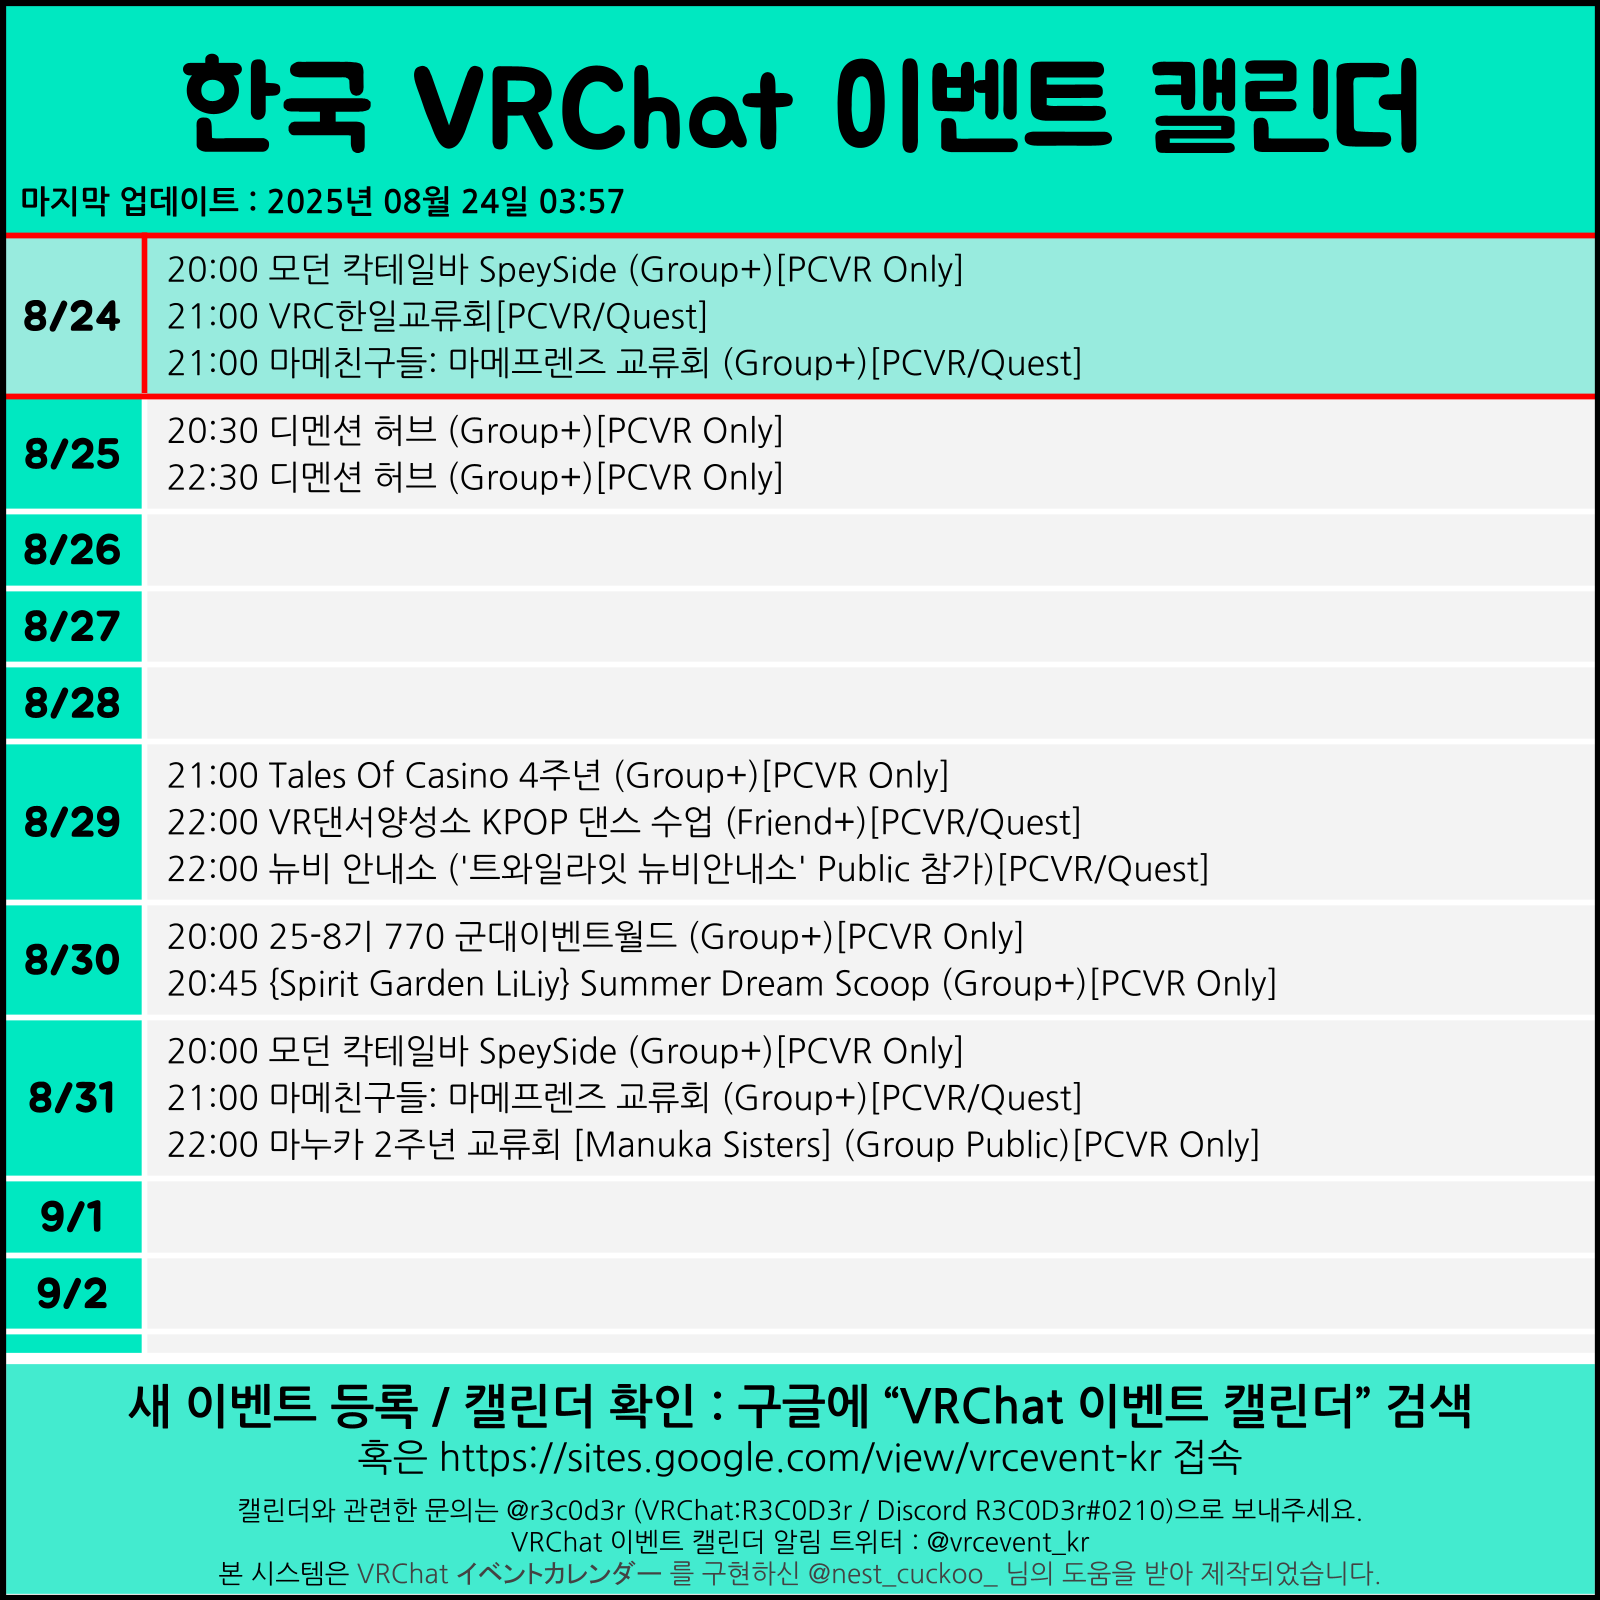 한국 VRChat 이벤트 캘린더
마지막 업데이트 : 2025년 08월 24일 03:57
8/24
20:00 모던 칵테일바 SpeySide (Group+)[PCVR Only]
21:00 VRC한일교류회[PCVR/Quest]
21:00 마메친구들: 마메프렌즈 교류회 (Group+)[PCVR/Quest]
8/25
20:30 디멘션 허브 (Group+)[PCVR Only]
22:30 디멘션 허브 (Group+)[PCVR Only]
8/26
8/27
8/28
8/29
21:00 Tales Of Casino 4주년 (Group+)[PCVR Only]
22:00 VR댄서양성소 KPOP 댄스 수업 (Friend+)[PCVR/Quest]
22:00 뉴비 안내소 ('트와일라잇 뉴비안내소' Public 참가)[PCVR/Quest]
8/30
20:00 25-8기 770 군대이벤트월드 (Group+)[PCVR Only]
20:45 {Spirit Garden LiLiy} Summer Dream Scoop (Group+)[PCVR Only]
8/31
20:00 모던 칵테일바 SpeySide (Group+)[PCVR Only]
21:00 마메친구들: 마메프렌즈 교류회 (Group+)[PCVR/Quest]
22:00 마누카 2주년 교류회 [Manuka Sisters] (Group Public)[PCVR Only]
9/1
9/2
새 이벤트 등록 / 캘린더 확인 : 구글에 “VRChat 이벤트 캘린더” 검색
혹은 https://sites.google.com/view/vrcevent-kr 접속
캘린더와 관련한 문의는 @r3c0d3r (VRChat:R3C0D3r / Discord R3C0D3r#0210)으로 보내주세요.
VRChat 이벤트 캘린더 알림 트위터 : @vrcevent_kr
본 시스템은 VRChat イベントカレンダー 를 구현하신 @nest_cuckoo_ 님의 도움을 받아 제작되었습니다.